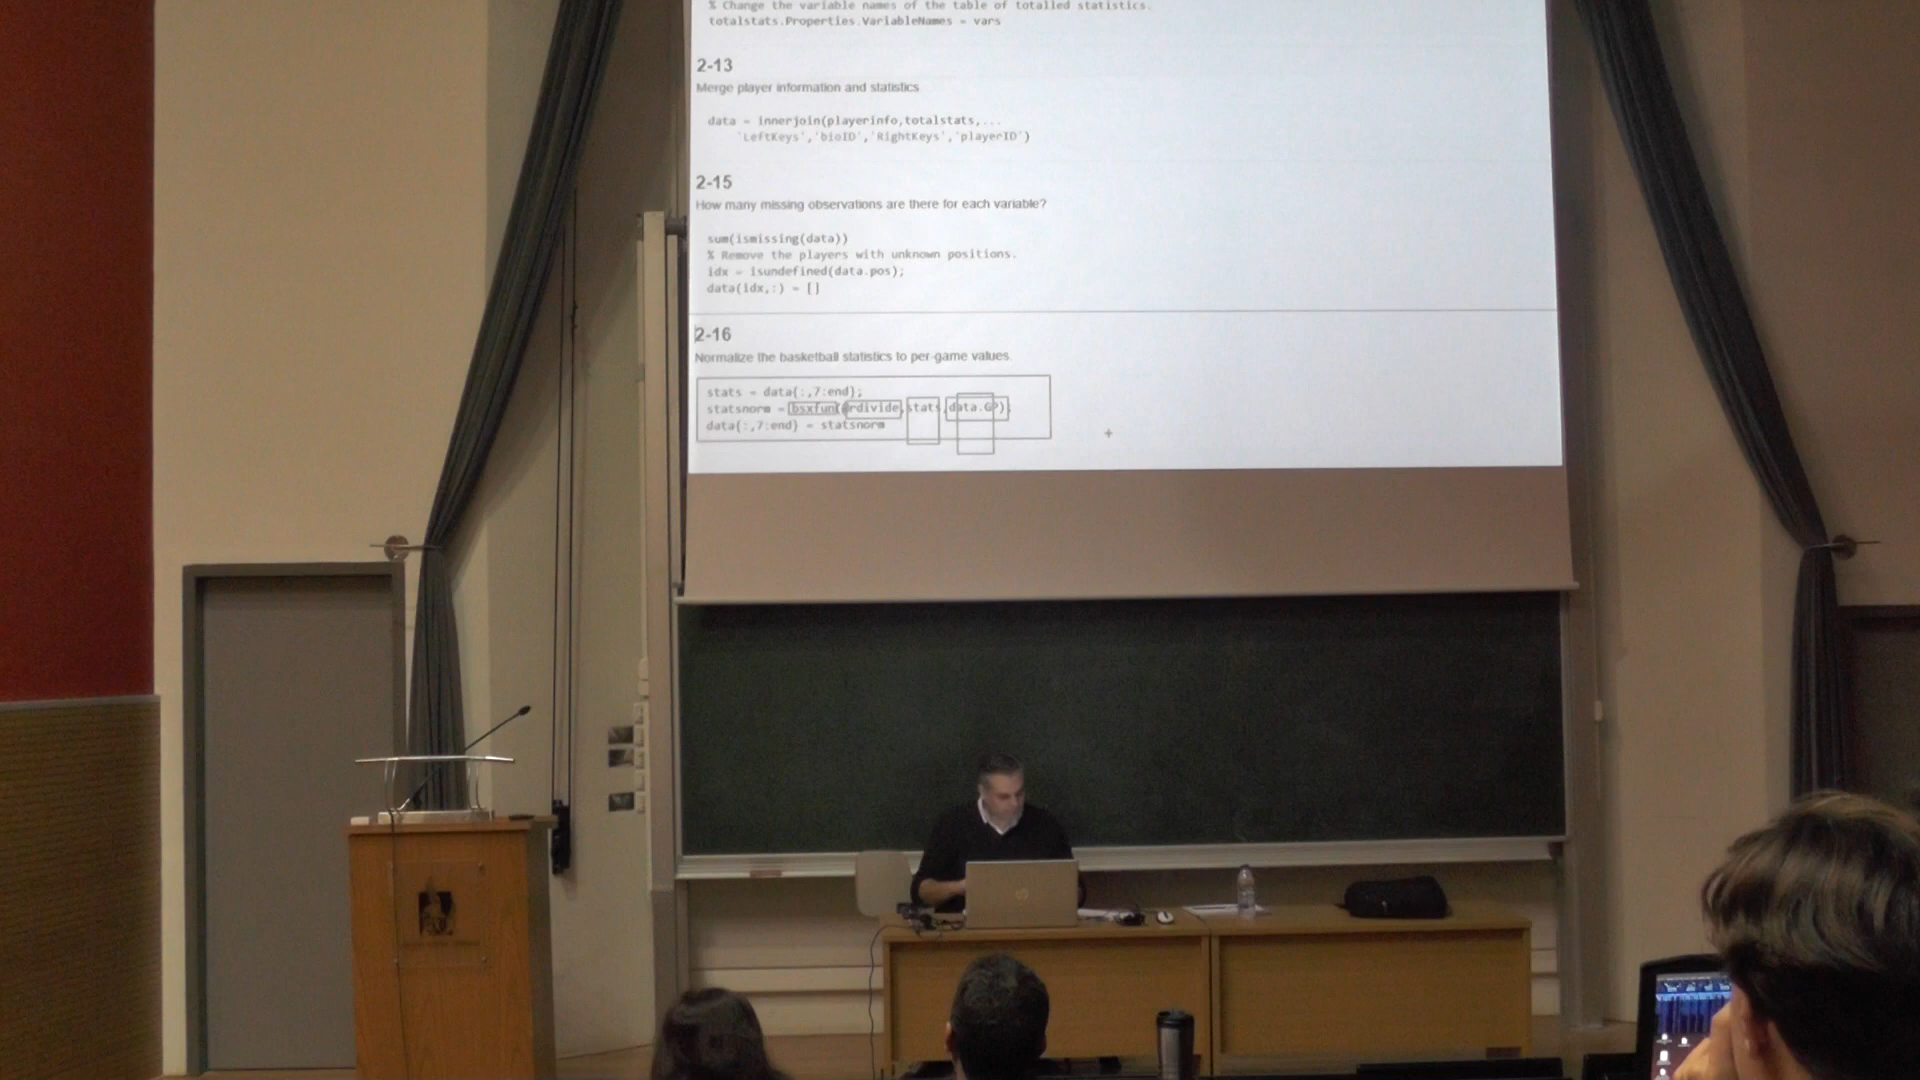 % Change the variable names of the table of totalled statistics.
totalstats.Properties.VariableNames = vars
2-13
Merge player information and statistics
data = innerjoin(playerinfo,totalstats,...
'LeftKeys','bioID','RightKeys','playerID')
2-15
How many missing observations are there for each variable?
sum(ismissing(data))
% Remove the players with unknown positions.
idx = isundefined(data.pos);
data(idx,:) = []
2-16
Normalize the basketball statistics to per-game values.
stats = data{:,7:end};
statsnorm = bsxfun(@rdivide,stats,data.GP);
data{:,7:end} = statsnorm